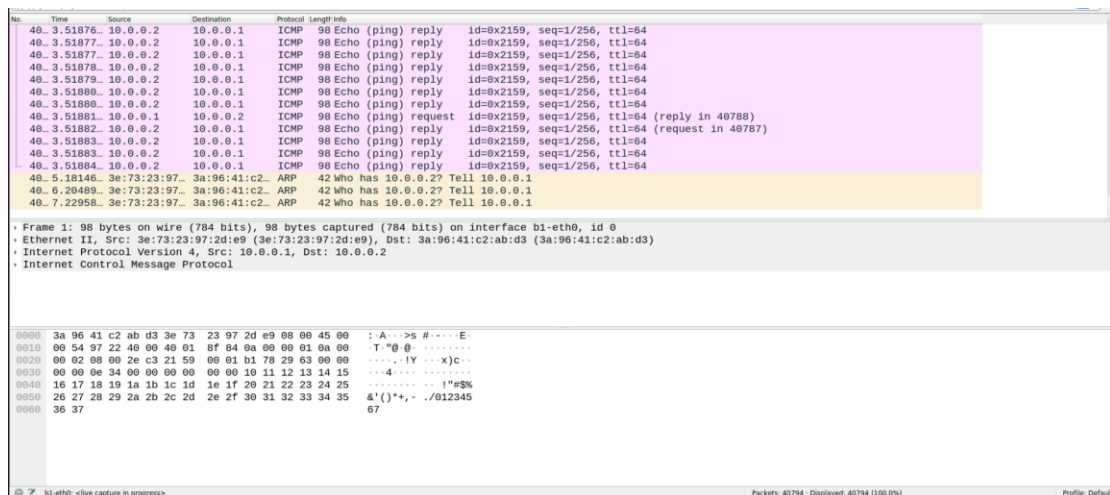 No. Time Source Destination Protocol Length Info
40… 3.51876… 10.0.0.2 10.0.0.1 ICMP 98 Echo (ping) reply id=0x2159, seq=1/256, ttl=64
40… 3.51877… 10.0.0.2 10.0.0.1 ICMP 98 Echo (ping) reply id=0x2159, seq=1/256, ttl=64
40… 3.51877… 10.0.0.2 10.0.0.1 ICMP 98 Echo (ping) reply id=0x2159, seq=1/256, ttl=64
40… 3.51878… 10.0.0.2 10.0.0.1 ICMP 98 Echo (ping) reply id=0x2159, seq=1/256, ttl=64
40… 3.51879… 10.0.0.2 10.0.0.1 ICMP 98 Echo (ping) reply id=0x2159, seq=1/256, ttl=64
40… 3.51880… 10.0.0.2 10.0.0.1 ICMP 98 Echo (ping) reply id=0x2159, seq=1/256, ttl=64
40… 3.51880… 10.0.0.2 10.0.0.1 ICMP 98 Echo (ping) reply id=0x2159, seq=1/256, ttl=64
40… 3.51881… 10.0.0.1 10.0.0.2 ICMP 98 Echo (ping) request id=0x2159, seq=1/256, ttl=64 (reply in 40788)
40… 3.51882… 10.0.0.2 10.0.0.1 ICMP 98 Echo (ping) reply id=0x2159, seq=1/256, ttl=64 (request in 40787)
40… 3.51883… 10.0.0.2 10.0.0.1 ICMP 98 Echo (ping) reply id=0x2159, seq=1/256, ttl=64
40… 3.51883… 10.0.0.2 10.0.0.1 ICMP 98 Echo (ping) reply id=0x2159, seq=1/256, ttl=64
40… 3.51884… 10.0.0.2 10.0.0.1 ICMP 98 Echo (ping) reply id=0x2159, seq=1/256, ttl=64
40… 5.18146… 3e:73:23:97… 3a:96:41:c2… ARP 42 Who has 10.0.0.2? Tell 10.0.0.1
40… 6.20489… 3e:73:23:97… 3a:96:41:c2… ARP 42 Who has 10.0.0.2? Tell 10.0.0.1
40… 7.22958… 3e:73:23:97… 3a:96:41:c2… ARP 42 Who has 10.0.0.2? Tell 10.0.0.1
Frame 1: 98 bytes on wire (784 bits), 98 bytes captured (784 bits) on interface b1-eth0, id 0
Ethernet II, Src: 3e:73:23:97:2d:e9 (3e:73:23:97:2d:e9), Dst: 3a:96:41:c2:ab:d3 (3a:96:41:c2:ab:d3)
Internet Protocol Version 4, Src: 10.0.0.1, Dst: 10.0.0.2
Internet Control Message Protocol
0000 3a 96 41 c2 ab d3 3e 73 23 97 2d e9 08 00 45 00 :·A···>s #·-···E·
0010 00 54 97 22 40 00 40 01 8f 84 0a 00 00 01 0a 00 ·T·"@·@· ········
0020 00 02 08 00 2e c3 21 59 00 01 b1 78 29 63 00 00 ····.·!Y ···x)c··
0030 00 00 0e 34 00 00 00 00 00 00 10 11 12 13 14 15 ···4···· ········
0040 16 17 18 19 1a 1b 1c 1d 1e 1f 20 21 22 23 24 25 ········ ·· !"#$%
0050 26 27 28 29 2a 2b 2c 2d 2e 2f 30 31 32 33 34 35 &'()*+,- ./012345
0060 36 37 67
b1-eth0: <live capture in progress> Packets: 40794 · Displayed: 40794 (100.0%) Profile: Defaul